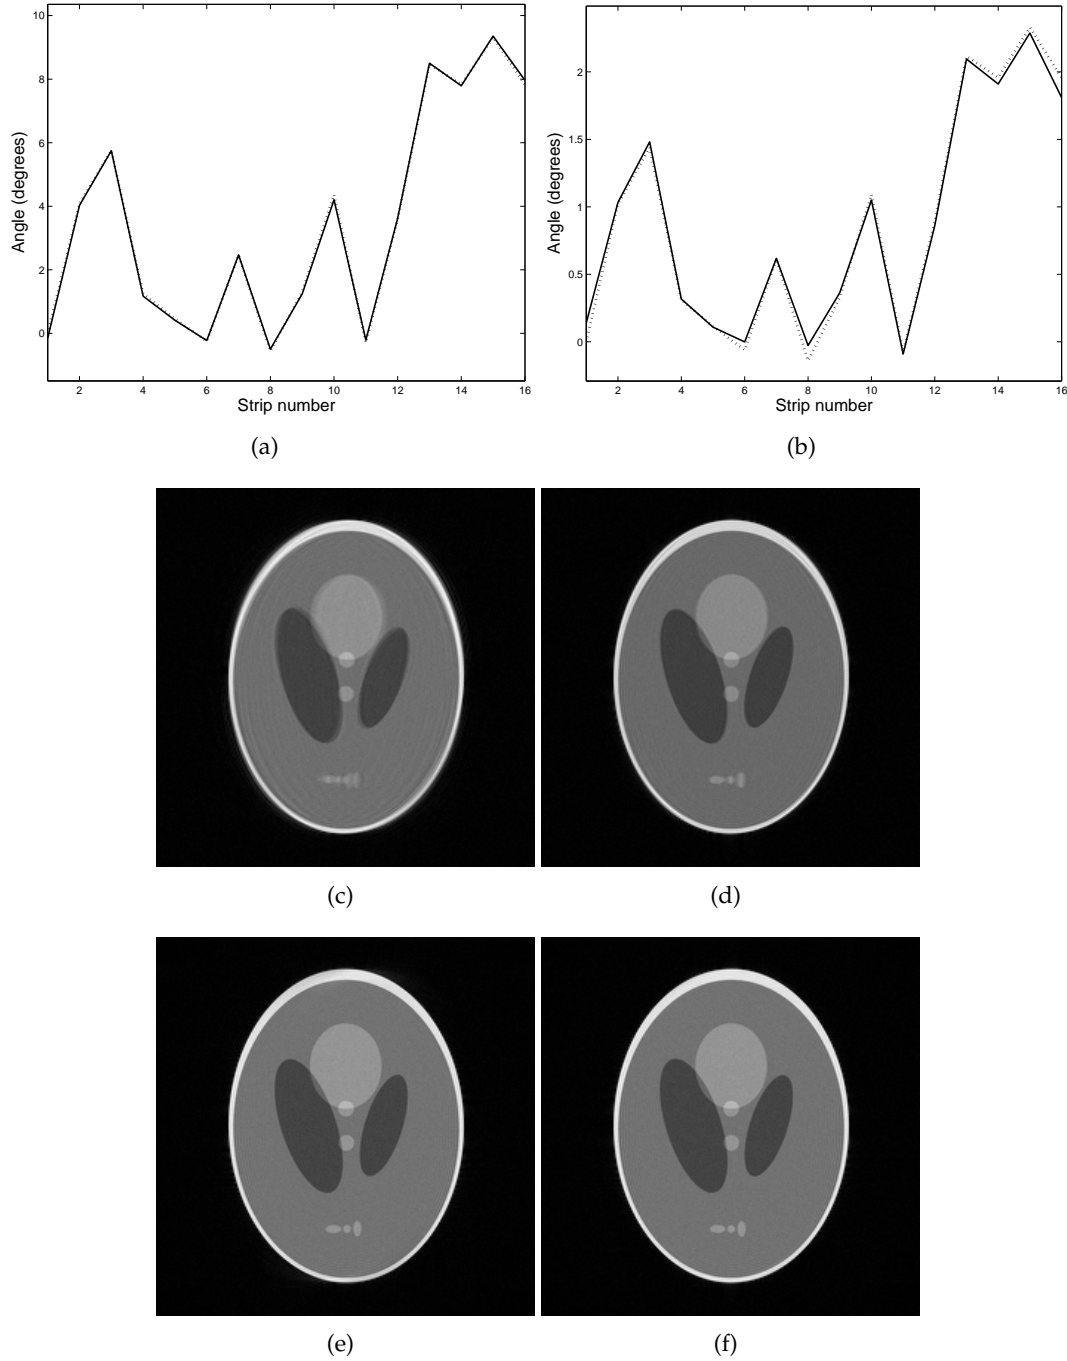 10
8
6
4
2
0
Angle (degrees)
2 4 6 8 10 12 14 16
Strip number
(a)
2
1.5
1
0.5
0
Angle (degrees)
2 4 6 8 10 12 14 16
Strip number
(b)
(c)
(d)
(e)
(f)